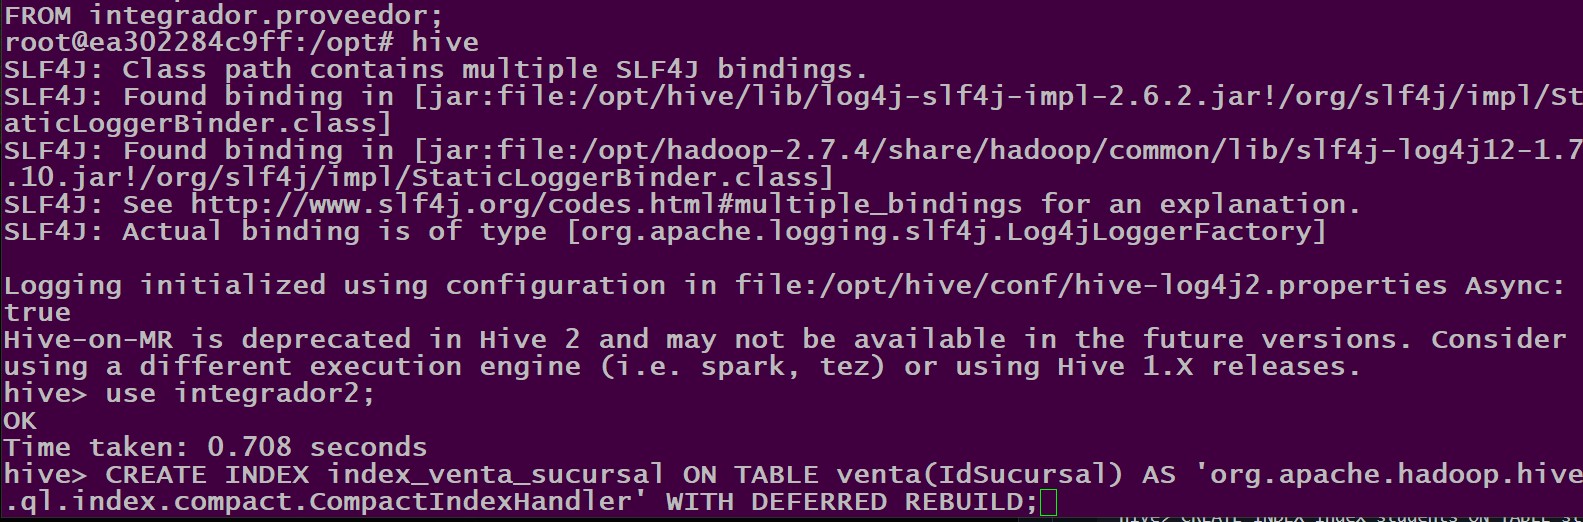 FROM integrador.proveedor;
root@ea302284c9ff:/opt# hive
SLF4J: Class path contains multiple SLF4J bindings.
SLF4J: Found binding in [jar:file:/opt/hive/lib/log4j-slf4j-impl-2.6.2.jar!/org/slf4j/impl/St
aticLoggerBinder.class]
SLF4J: Found binding in [jar:file:/opt/hadoop-2.7.4/share/hadoop/common/lib/slf4j-log4j12-1.7
.10.jar!/org/slf4j/impl/StaticLoggerBinder.class]
SLF4J: See http://www.slf4j.org/codes.html#multiple_bindings for an explanation.
SLF4J: Actual binding is of type [org.apache.logging.slf4j.Log4jLoggerFactory]

Logging initialized using configuration in file:/opt/hive/conf/hive-log4j2.properties Async:
true
Hive-on-MR is deprecated in Hive 2 and may not be available in the future versions. Consider
using a different execution engine (i.e. spark, tez) or using Hive 1.X releases.
hive> use integrador2;
OK
Time taken: 0.708 seconds
hive> CREATE INDEX index_venta_sucursal ON TABLE venta(IdSucursal) AS 'org.apache.hadoop.hive
.ql.index.compact.CompactIndexHandler' WITH DEFERRED REBUILD;